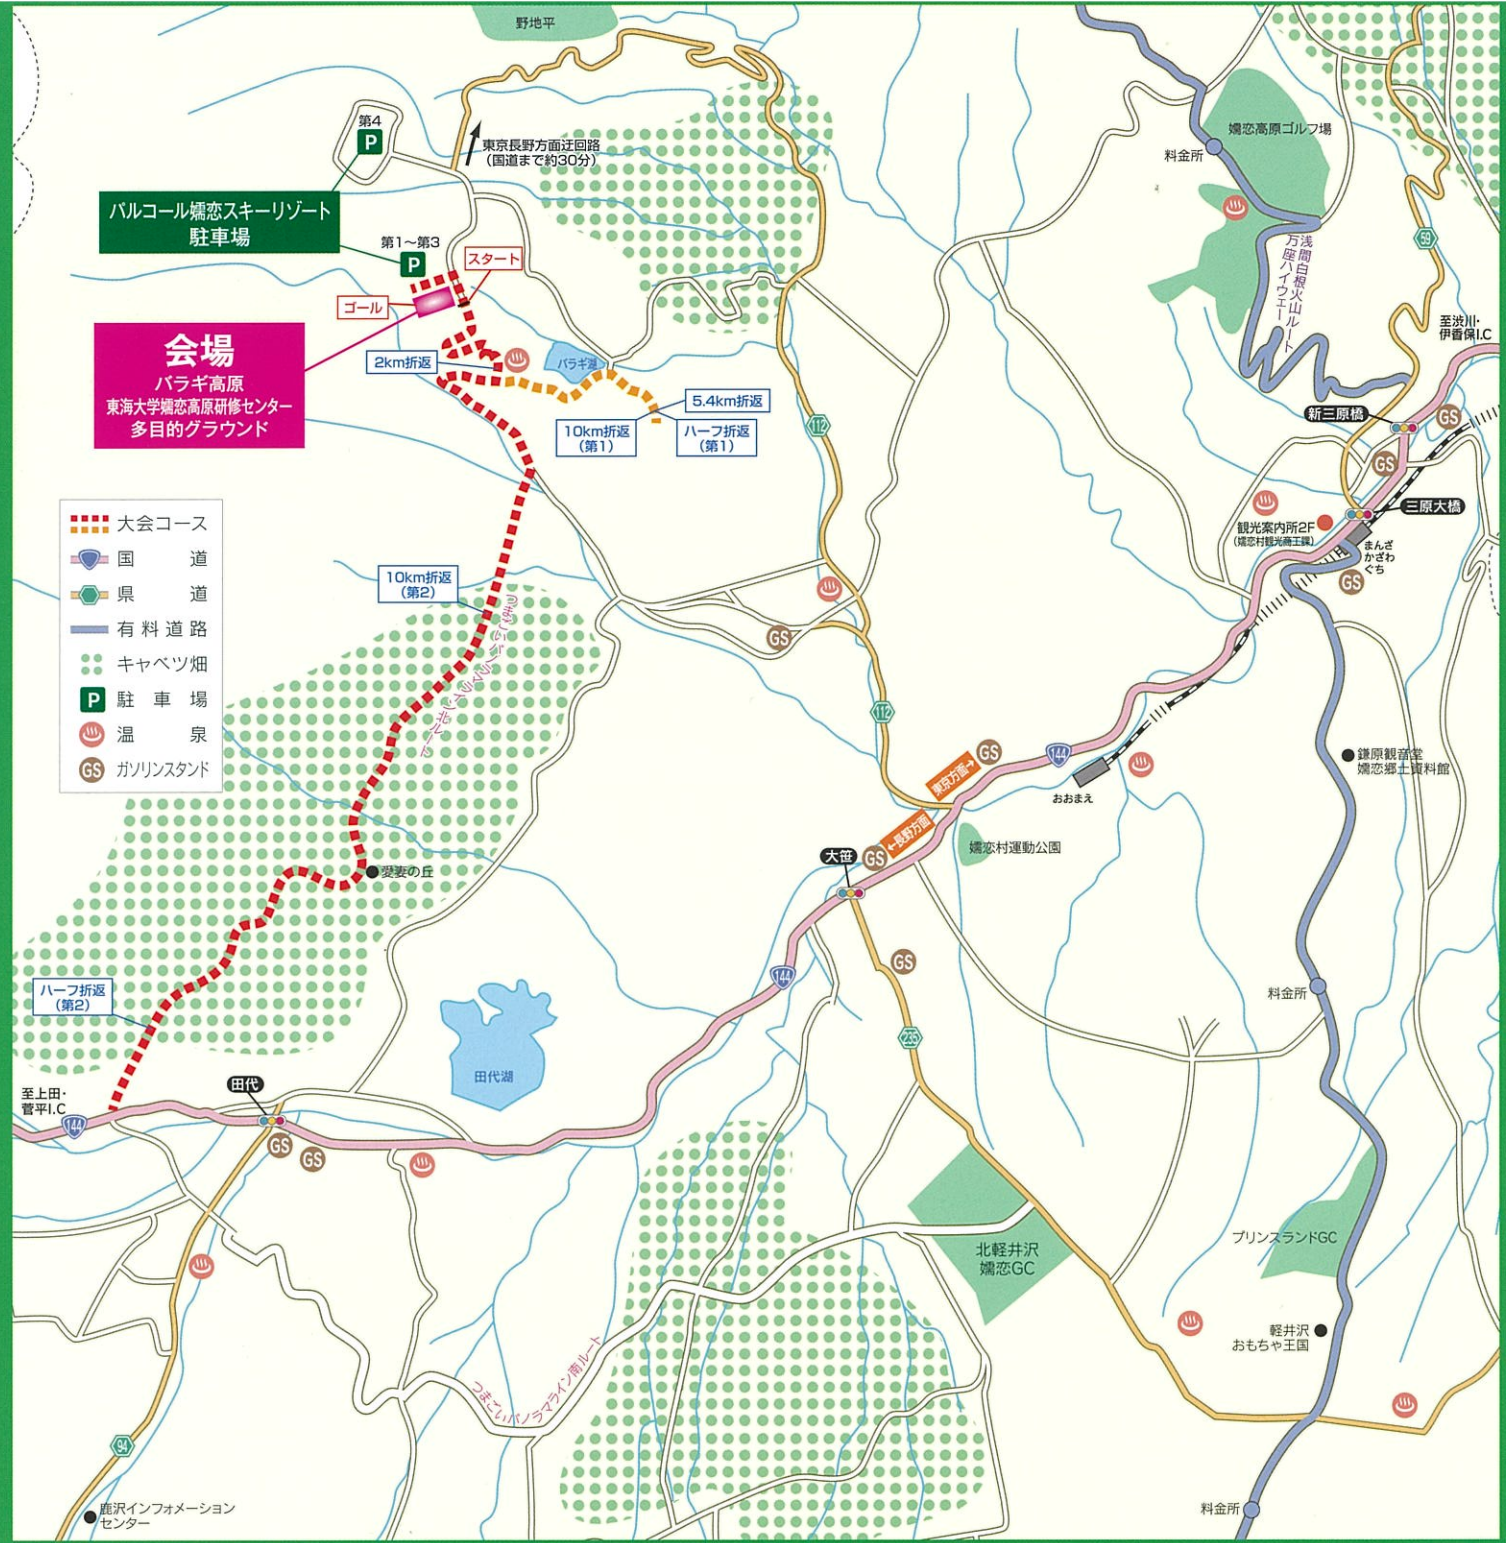 野地平
第4
P
東京長野方面迂回路
(国道まで約30分)
パルコール嬬恋スキーリゾート
駐車場
第1～第3
P
スタート
ゴール
会場
バラギ高原
東海大学嬬恋高原研修センター
多目的グラウンド
2km折返
バラギ湖
5.4km折返
10km折返
(第1)
ハーフ折返
(第1)
嬬恋高原ゴルフ場
料金所
浅間白根火山ルート
万座ハイウェー
59
至渋川・
伊香保I.C
新三原橋
GS
GS
三原大橋
観光案内所2F
(嬬恋村観光商工課)
まんざ
かざわ
ぐち
GS
大会コース
国道
県道
有料道路
キャベツ畑
P
駐車場
温泉
GS
ガソリンスタンド
10km折返
(第2)
つまごいパノラマライン北ルート
112
GS
112
東京方面→
GS
144
←長野方面
おおまえ
鎌原観音堂
嬬恋郷土資料館
嬬恋村運動公園
大笹
GS
愛妻の丘
GS
144
235
料金所
ハーフ折返
(第2)
田代湖
至上田・
菅平I.C
144
田代
GS
GS
北軽井沢
嬬恋GC
プリンスランドGC
軽井沢
おもちゃ王国
つまごいパノラマライン南ルート
94
鹿沢インフォメーション
センター
料金所